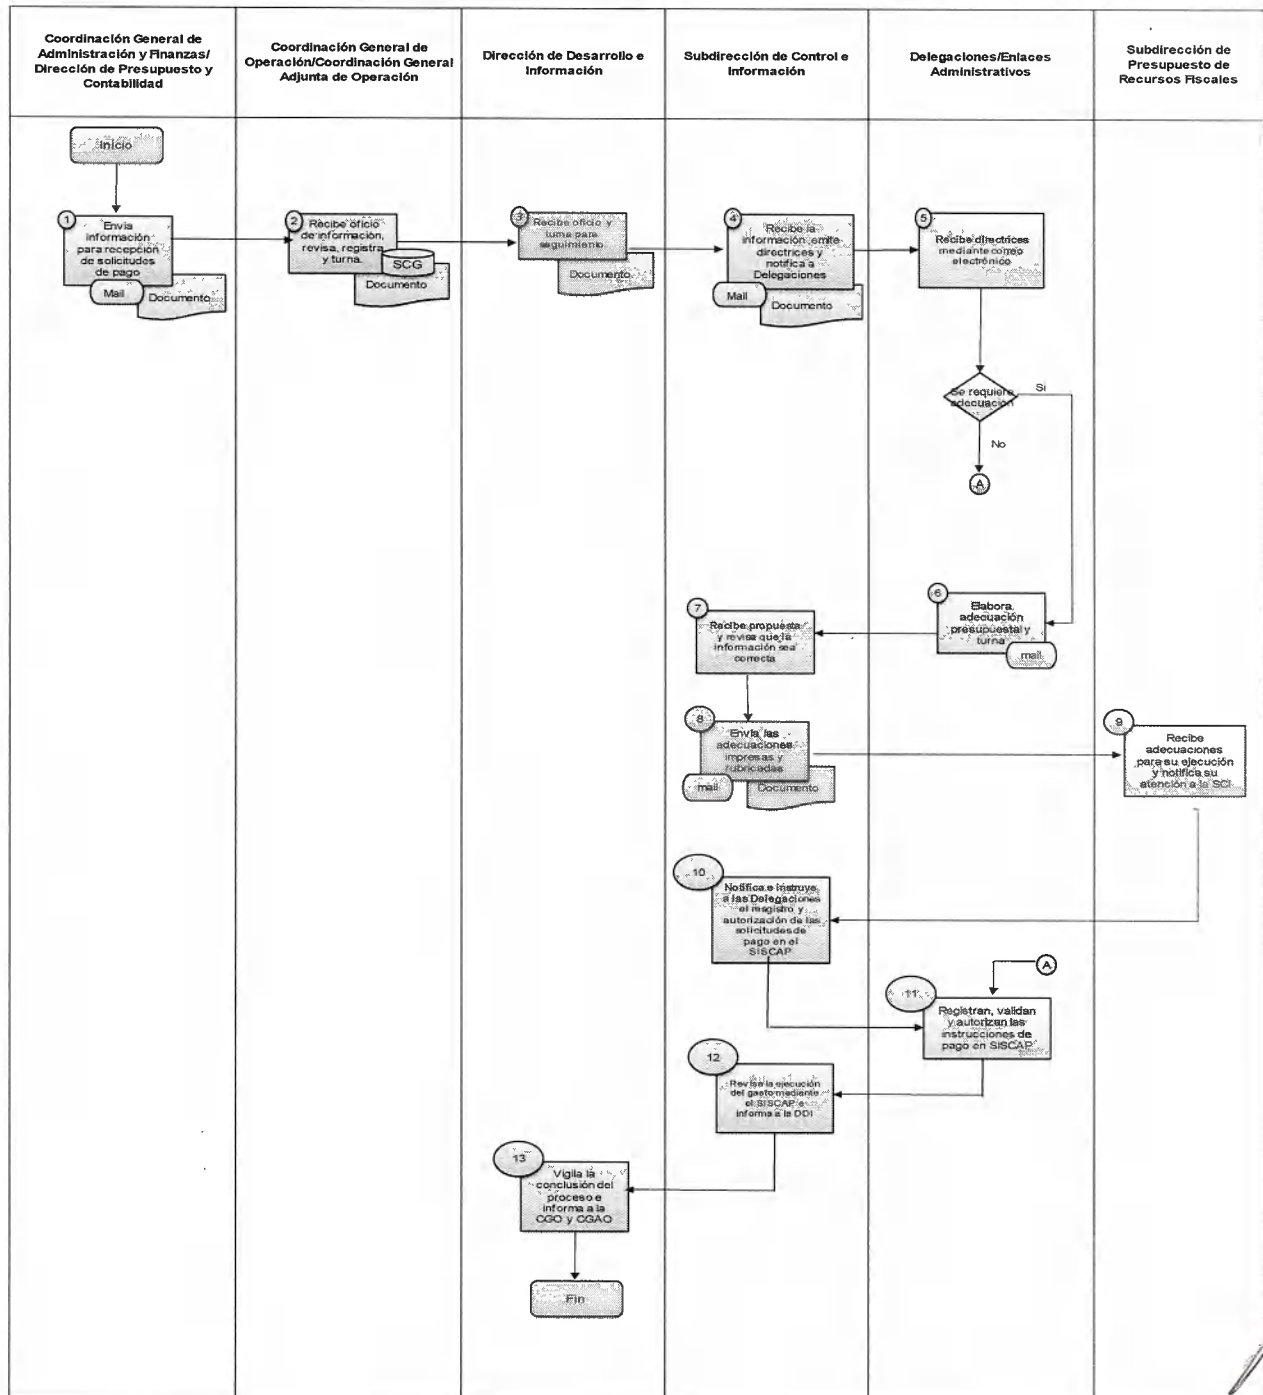 Coordinación General de
Administración y Finanzas/
Dirección de Presupuesto y
Contabilidad
Coordinación General de
Operación/Coordinación General
Adjunta de Operación
Dirección de Desarrollo e
Información
Subdirección de Control e
Información
Delegaciones/Enlaces
Administrativos
Subdirección de
Presupuesto de
Recursos Fiscales
Inicio
1
Envía
información
para recepción
de solicitudes
de pago
Mail
Documento
2
Recibe oficio
de información,
revisa, registra
y turna.
SCG
Documento
3
Recibe oficio y
turna para
seguimiento
Documento
4
Recibe la
información, emite
directrices y
notifica a
Delegaciones
Mail
Documento
5
Recibe directrices
mediante correo
electrónico
Se requiere
adecuación
Si
No
A
6
Elabora
adecuación
presupuestal y
turna
mail
7
Recibe propuesta
y revisa que la
información sea
correcta
8
Envía las
adecuaciones
impresas y
rubricadas
mail
Documento
9
Recibe
adecuaciones
para su ejecución
y notifica su
atención a la SCI
10
Notifica e instruye
a las Delegaciones
el registro y
autorización de las
solicitudes de
pago en el
SISCAP
A
11
Registran, validan
y autorizan las
instrucciones de
pago en SISCAP
12
Revisa la ejecución
del gasto mediante
el SISCAP e
informa a la DDI
13
Vigila la
conclusión del
proceso e
informa a la
CGO y CGAO
Fin